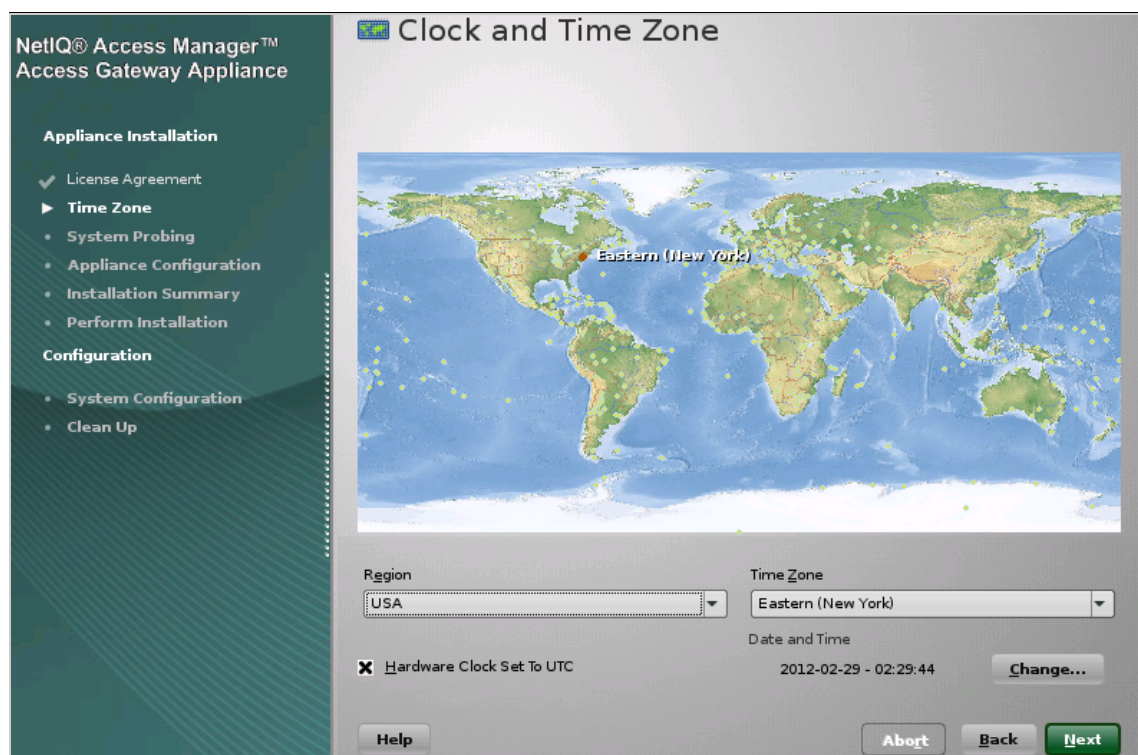 NetIQ® Access Manager™
Access Gateway Appliance
Appliance Installation
License Agreement
Time Zone
System Probing
Appliance Configuration
Installation Summary
Perform Installation
Configuration
System Configuration
Clean Up
Clock and Time Zone
Eastern (New York)
Region
USA
Time Zone
Eastern (New York)
Hardware Clock Set To UTC
Date and Time
2012-02-29 - 02:29:44
Change...
Help
Abort
Back
Next